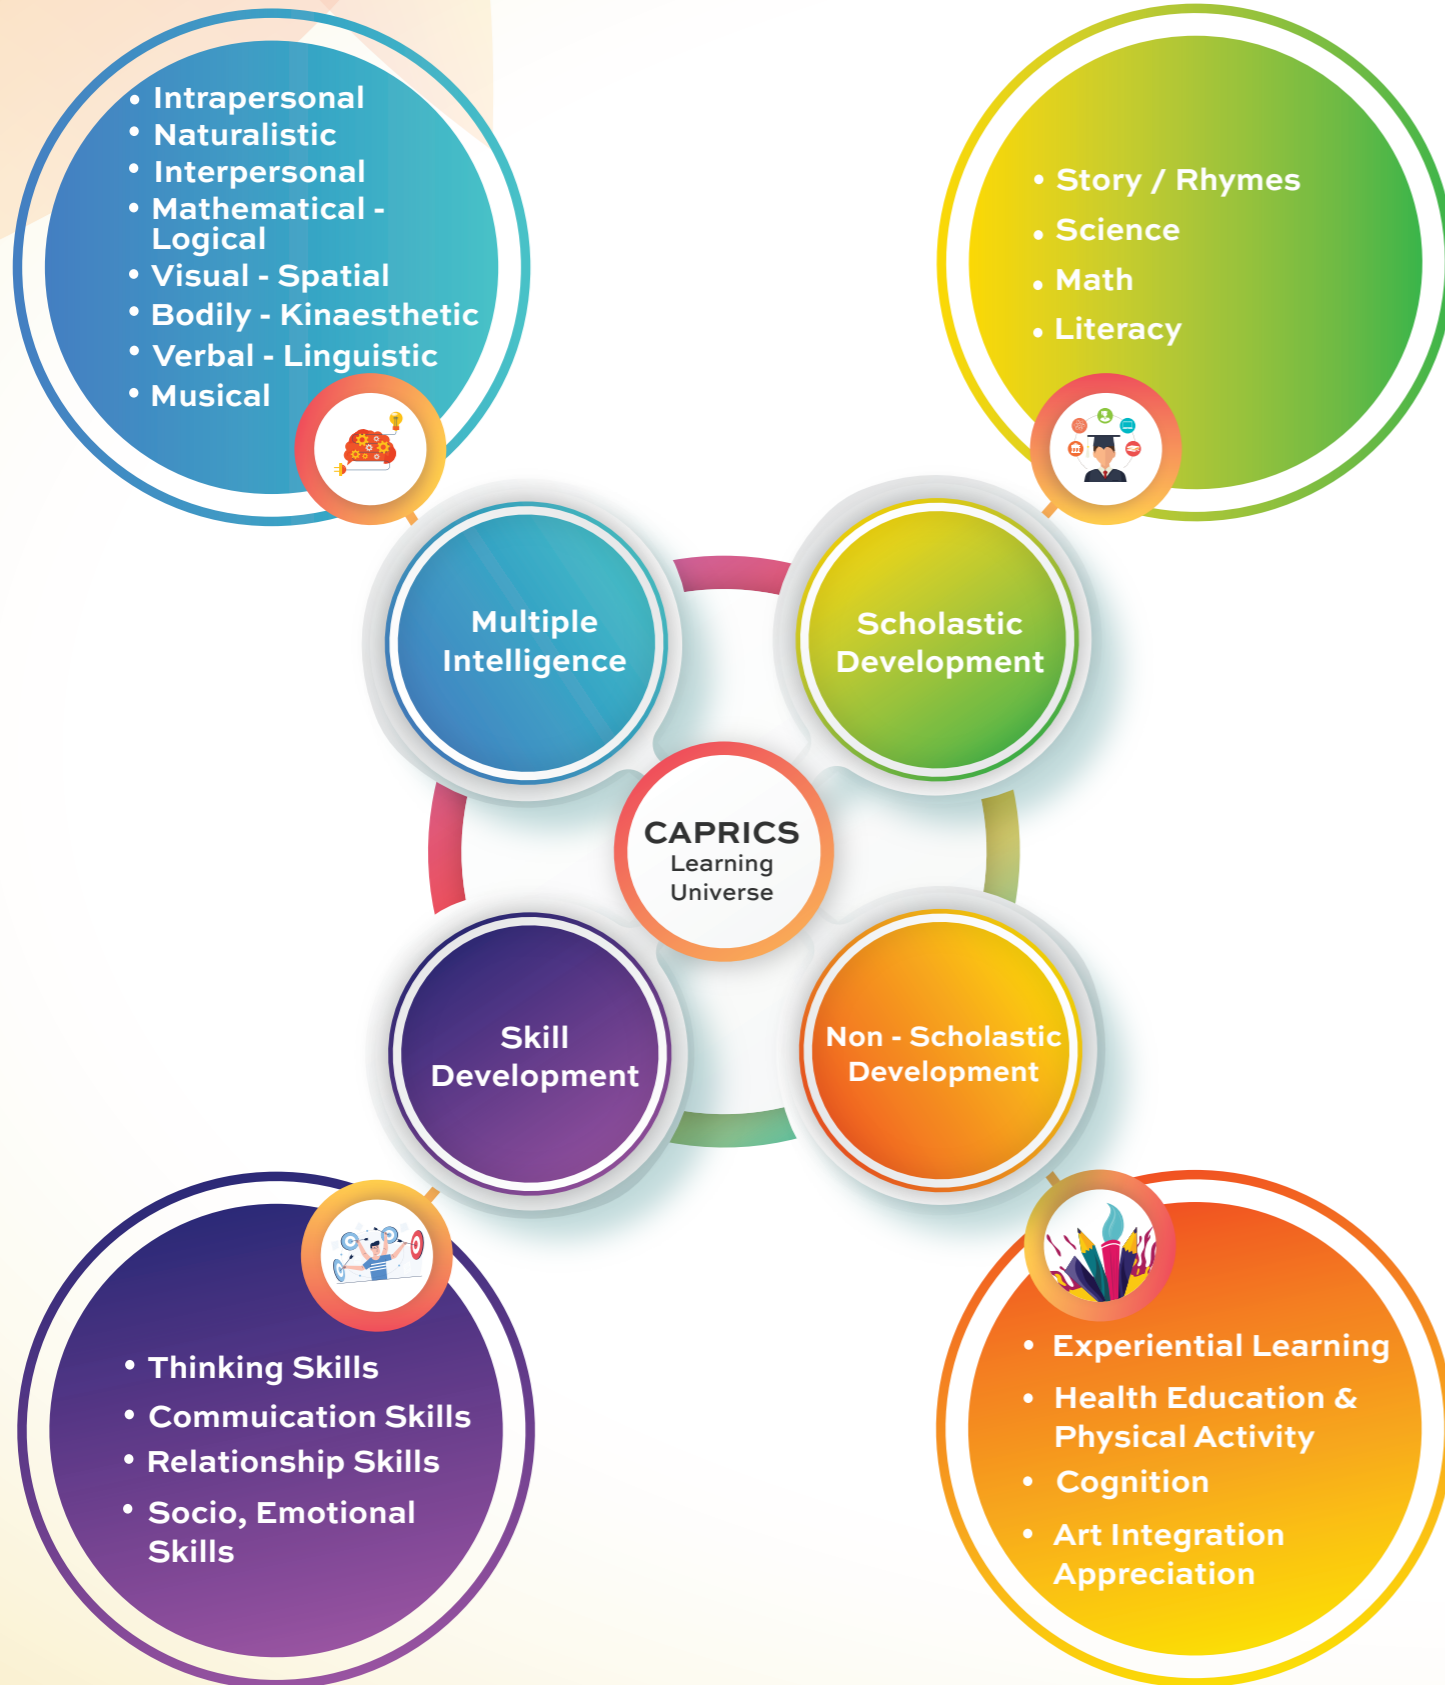 • Intrapersonal
• Naturalistic
• Interpersonal
• Mathematical -
Logical
• Visual - Spatial
• Bodily - Kinaesthetic
• Verbal - Linguistic
• Musical
• Story / Rhymes
• Science
• Math
• Literacy
Multiple
Intelligence
Scholastic
Development
CAPRICS
Learning
Universe
Skill
Development
Non - Scholastic
Development
• Thinking Skills
• Commuication Skills
• Relationship Skills
• Socio, Emotional
Skills
• Experiential Learning
• Health Education &
Physical Activity
• Cognition
• Art Integration
Appreciation